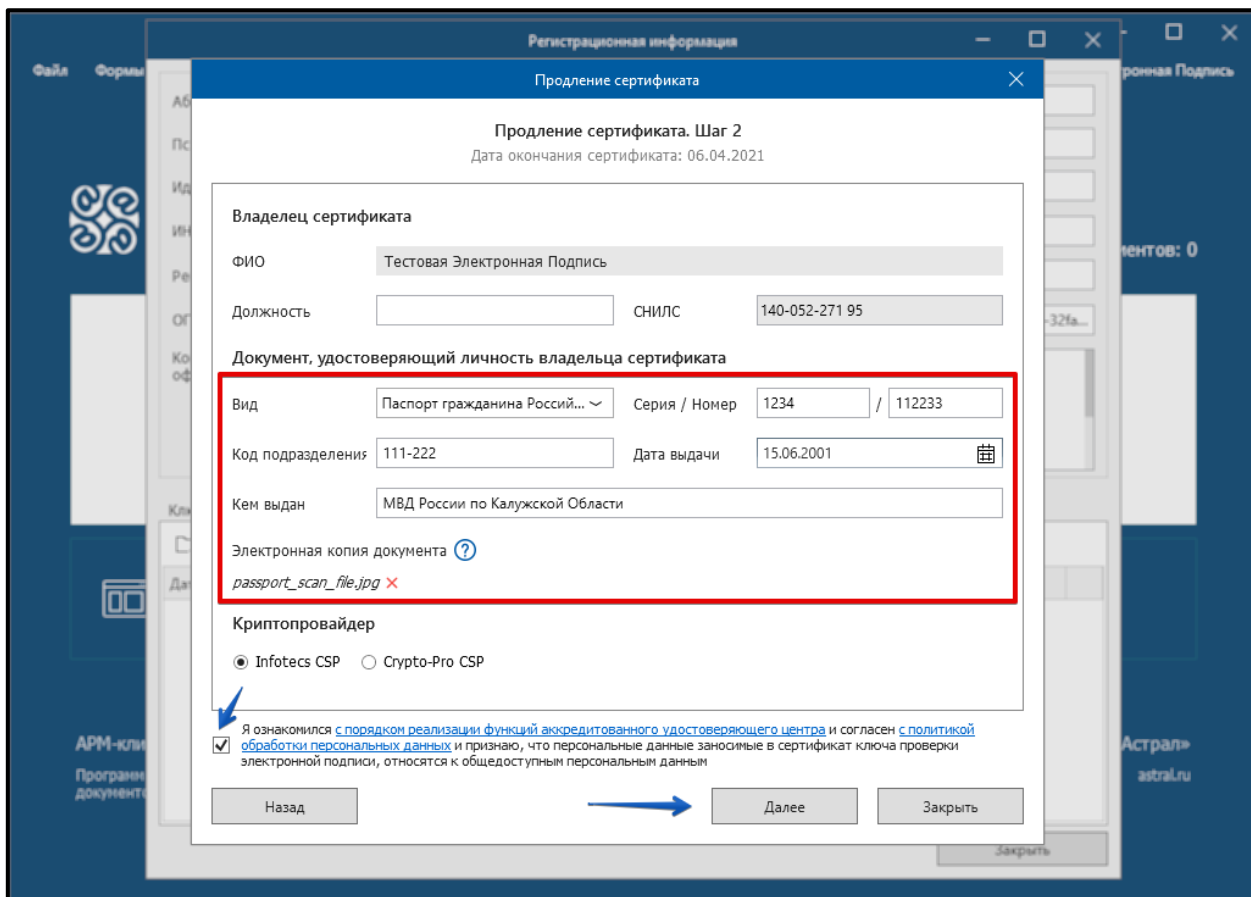 Регистрационная информация
Файл Формы
Продление сертификата
Продление сертификата. Шаг 2
Дата окончания сертификата: 06.04.2021
Владелец сертификата
ФИО Тестовая Электронная Подпись
Должность СНИЛС 140-052-271 95
Документ, удостоверяющий личность владельца сертификата
Вид Паспорт гражданина Россий... Серия / Номер 1234 / 112233
Код подразделения 111-222 Дата выдачи 15.06.2001
Кем выдан МВД России по Калужской Области
Электронная копия документа ?
passport_scan_file.jpg
Криптопровайдер
Infotecs CSP Crypto-Pro CSP
Я ознакомился с порядком реализации функций аккредитованного удостоверяющего центра и согласен с политикой
обработки персональных данных и признаю, что персональные данные заносимые в сертификат ключа проверки
электронной подписи, относятся к общедоступным персональным данным
Назад Далее Закрыть
Закрыть
Подпись
: 0
-32fa...
Астрал»
astral.ru